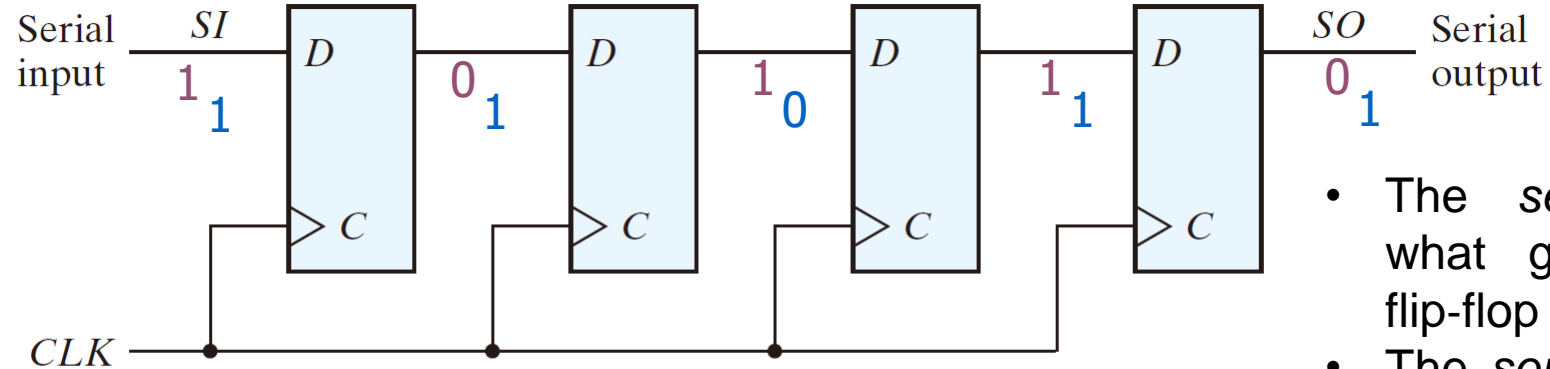 Serial input
SI
D
D
D
D
SO
Serial output
1
1
0
1
1
0
1
1
0
1
C
C
C
C
CLK
• The
what
flip-flop
• The